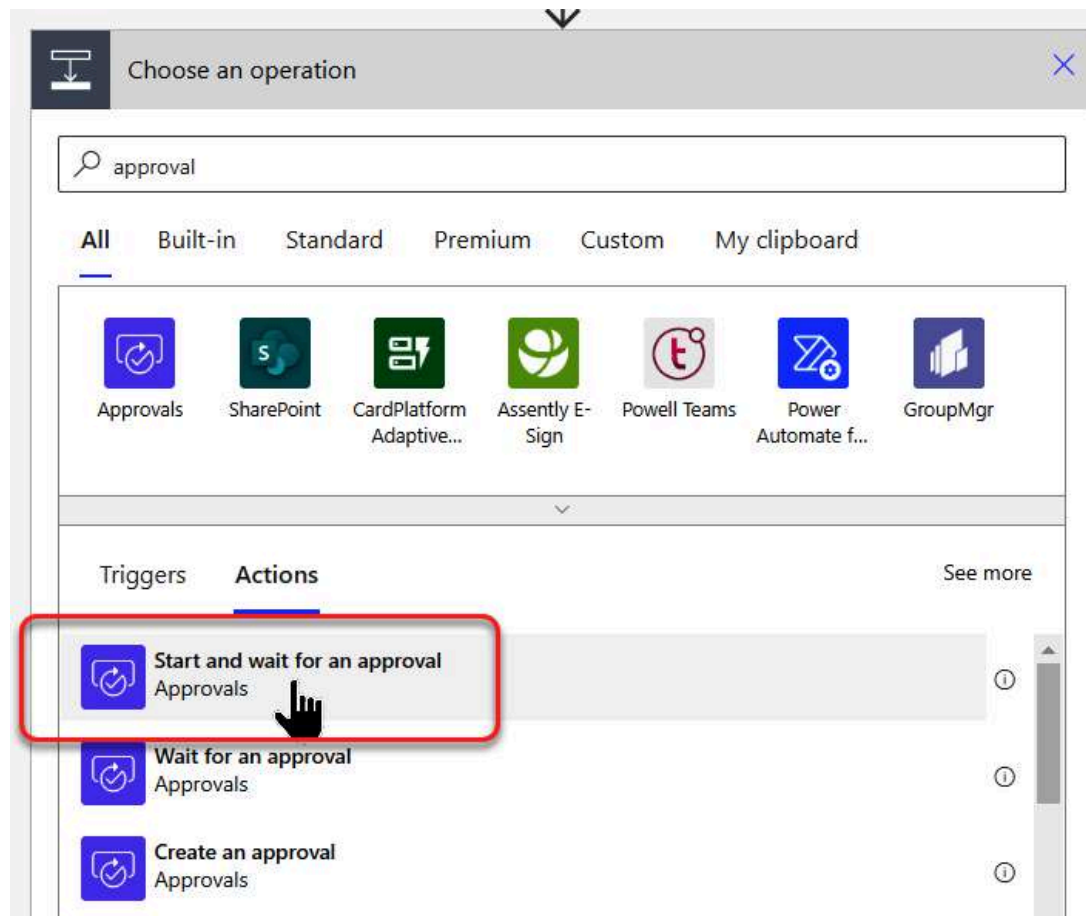 Choose an operation
approval
All Built-in Standard Premium Custom My clipboard
Approvals SharePoint CardPlatform Adaptive... Assently E-Sign Powell Teams Power Automate f... GroupMgr
Triggers Actions See more
Start and wait for an approval
Approvals
Wait for an approval
Approvals
Create an approval
Approvals